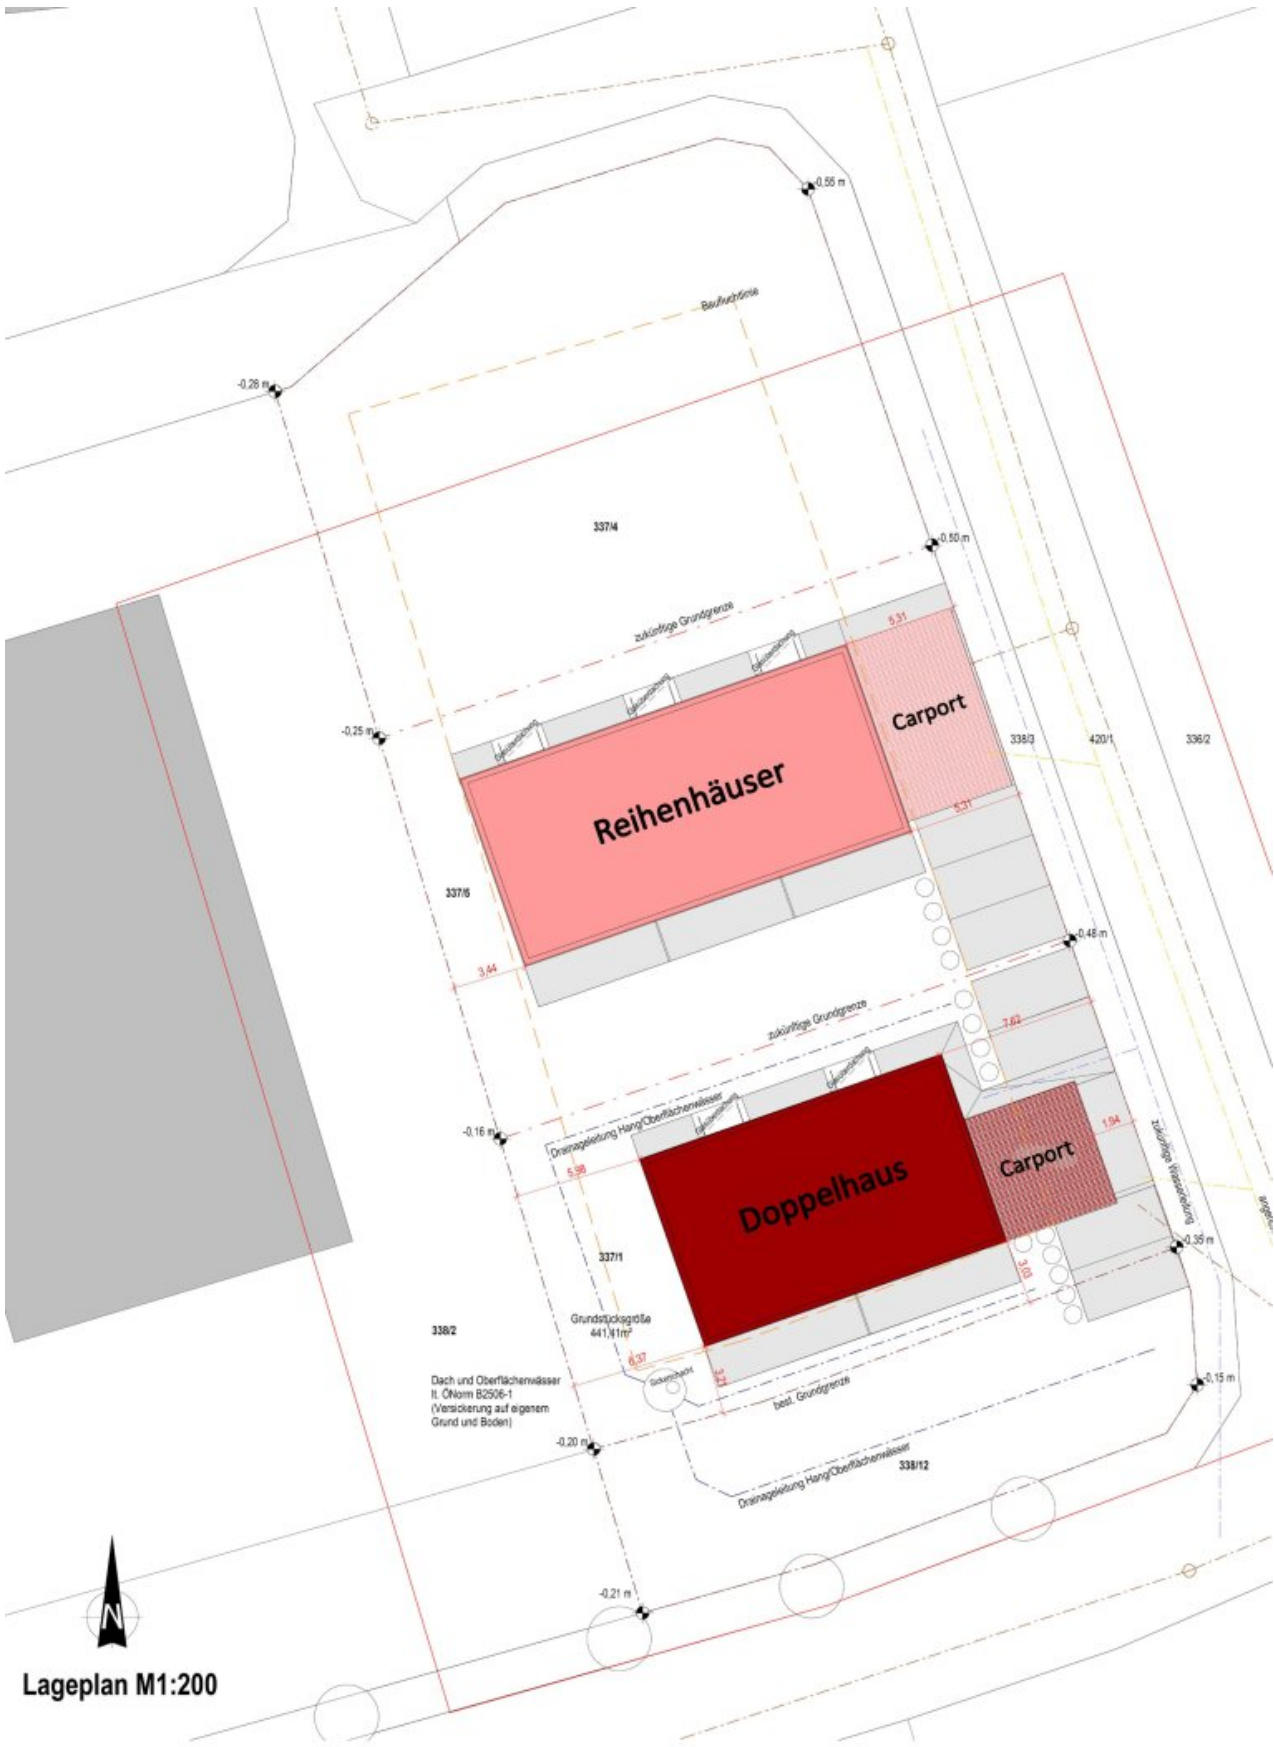 -0,55 m
Baufluchtlinie
-0,28 m
337/4
-0,50 m
zukünftige Grundgrenze
5,31
-0,25 m
Carport
338/3
420/1
336/2
Reihenhäuser
5,31
337/5
-0,48 m
3,44
zukünftige Grundgrenze
7,62
Drainageleitung Hang/Oberflächenwässer
-0,16 m
1,94
zukünftige Wasserleitung
5,98
Carport
Doppelhaus
-0,35 m
337/1
3,03
Grundstücksgröße
441,41m²
338/2
6,37
Sickerschacht
3,21
Dach und Oberflächenwässer
lt. ÖNorm B2506-1
(Versickerung auf eigenem
Grund und Boden)
best. Grundgrenze
-0,15 m
-0,20 m
338/12
Drainageleitung Hang/Oberflächenwässer
-0,21 m
N
Lageplan M1:200